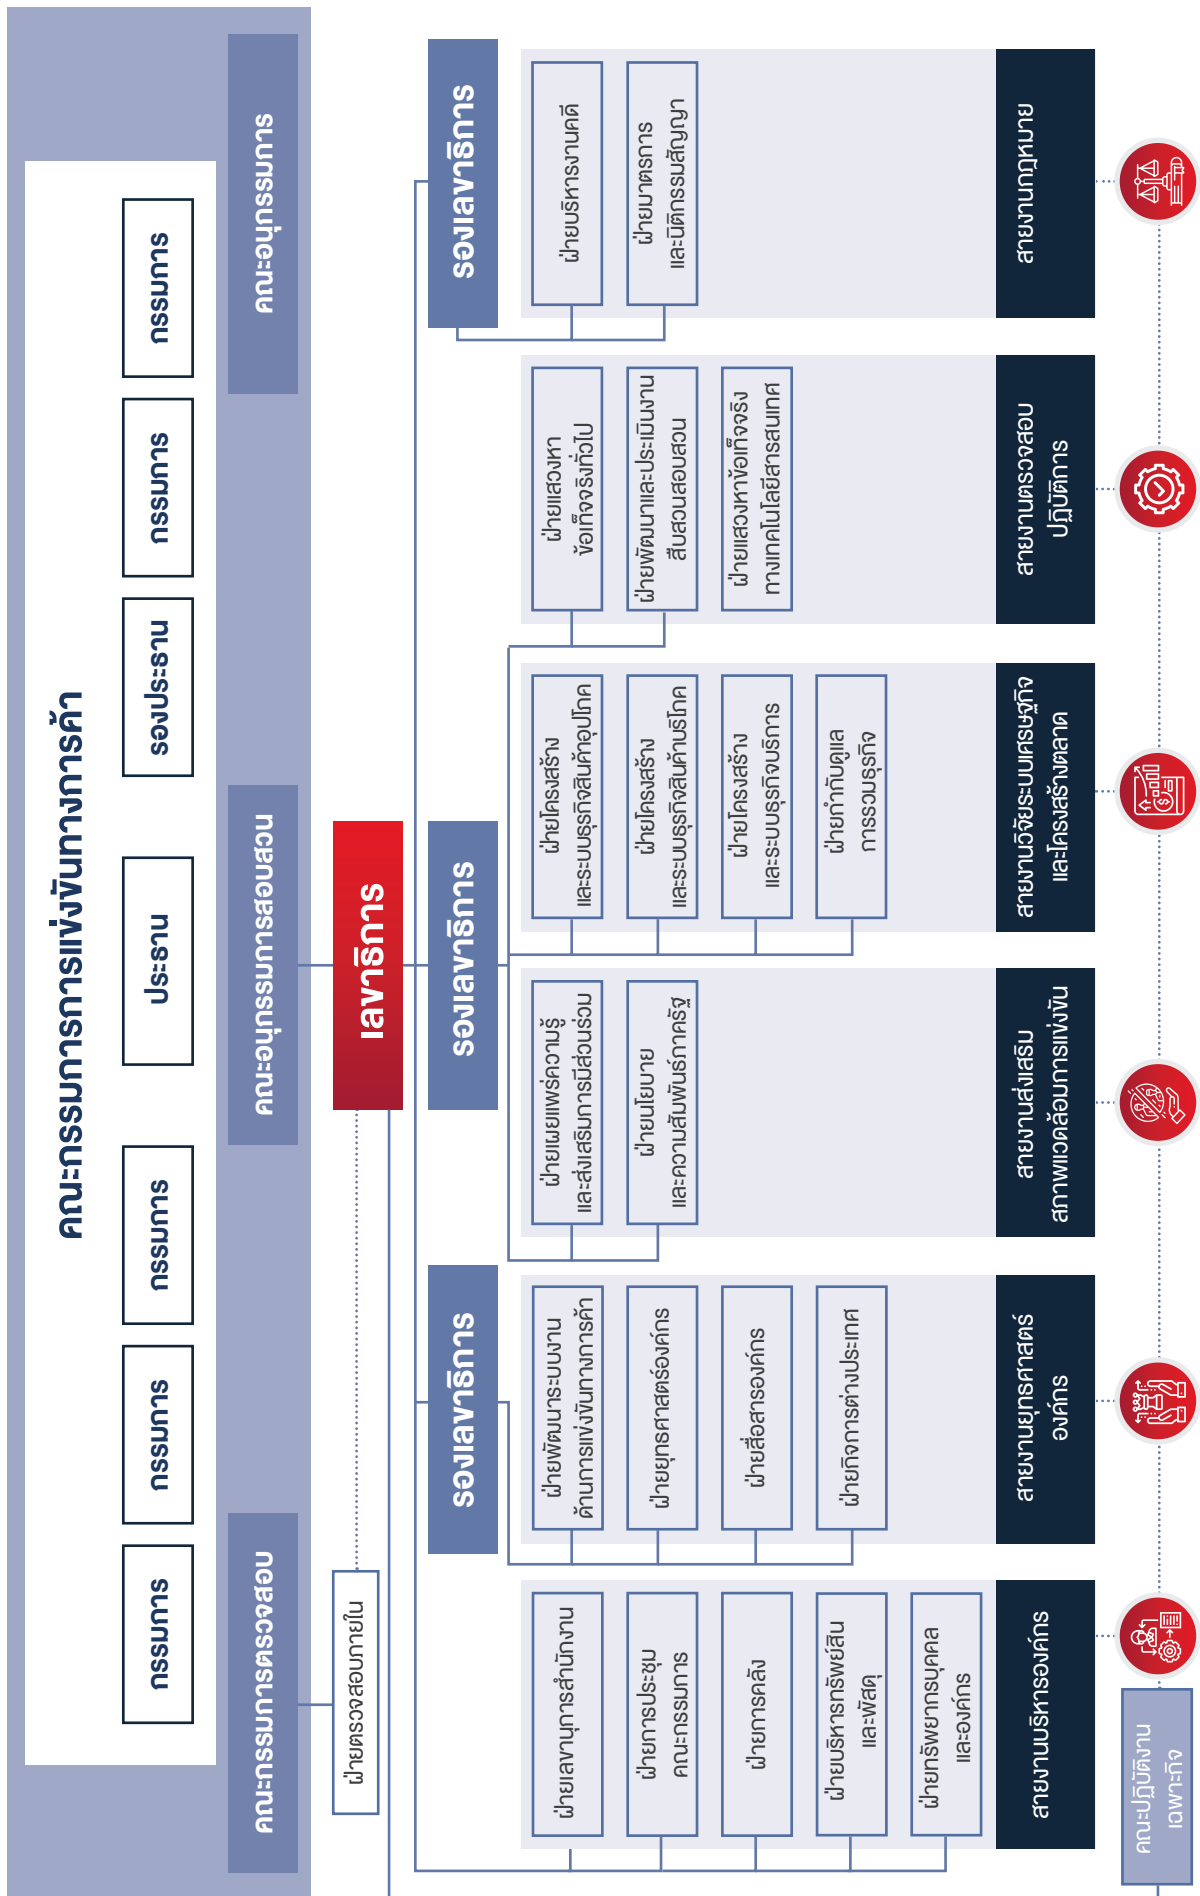 คณะกรรมการการแข่งขันทางการค้า
กรรมการ
กรรมการ
กรรมการ
ประธาน
รองประธาน
กรรมการ
กรรมการ
คณะกรรมการตรวจสอบ
คณะอนุกรรมการสอบสวน
คณะอนุกรรมการ
ฝ่ายตรวจสอบภายใน
เลขาธิการ
รองเลขาธิการ
รองเลขาธิการ
รองเลขาธิการ
ฝ่ายเลขานุการสำนักงาน
ฝ่ายการประชุม
คณะกรรมการ
ฝ่ายการคลัง
ฝ่ายบริหารทรัพย์สิน
และพัสดุ
ฝ่ายทรัพยากรบุคคล
และองค์กร
สายงานบริหารองค์กร
ฝ่ายพัฒนาระบบงาน
ด้านการแข่งขันทางการค้า
ฝ่ายยุทธศาสตร์องค์กร
ฝ่ายสื่อสารองค์กร
ฝ่ายกิจการต่างประเทศ
สายงานยุทธศาสตร์
องค์กร
ฝ่ายเผยแพร่ความรู้
และส่งเสริมการมีส่วนร่วม
ฝ่ายนโยบาย
และความสัมพันธ์ภาครัฐ
สายงานส่งเสริม
สภาพแวดล้อมการแข่งขัน
ฝ่ายโครงสร้าง
และระบบธุรกิจสินค้าอุปโภค
ฝ่ายโครงสร้าง
และระบบธุรกิจสินค้าบริโภค
ฝ่ายโครงสร้าง
และระบบธุรกิจบริการ
ฝ่ายกำกับดูแล
การรวมธุรกิจ
สายงานวิจัยระบบเศรษฐกิจ
และโครงสร้างตลาด
ฝ่ายแสวงหา
ข้อเท็จจริงทั่วไป
ฝ่ายพัฒนาและประเมินงาน
สืบสวนสอบสวน
ฝ่ายแสวงหาข้อเท็จจริง
ทางเทคโนโลยีสารสนเทศ
สายงานตรวจสอบ
ปฏิบัติการ
ฝ่ายบริหารงานคดี
ฝ่ายมาตรการ
และนิติกรรมสัญญา
สายงานกฎหมาย
คณะปฏิบัติงาน
เฉพาะกิจ